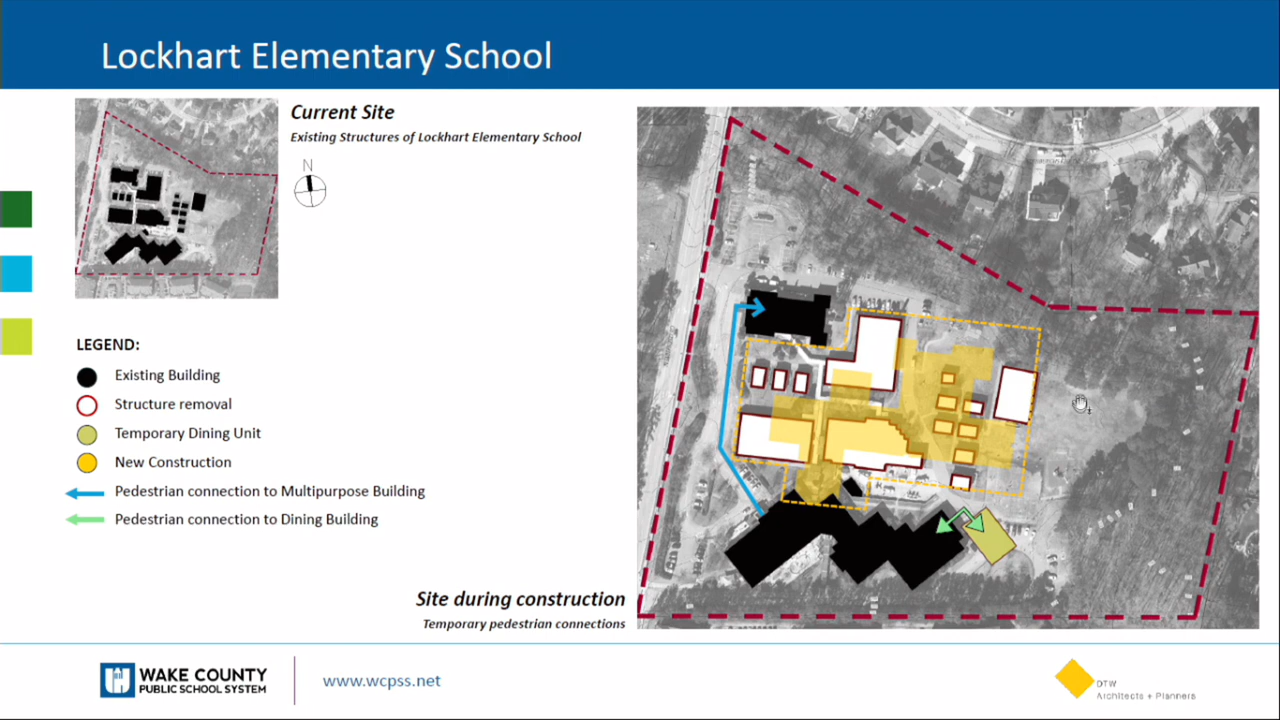 Lockhart Elementary School
Current Site
Existing Structures of Lockhart Elementary School
N
LEGEND:
Existing Building
Structure removal
Temporary Dining Unit
New Construction
Pedestrian connection to Multipurpose Building
Pedestrian connection to Dining Building
Site during construction
Temporary pedestrian connections
WAKE COUNTY
PUBLIC SCHOOL SYSTEM
www.wcpss.net
DTW
Architects + Planners